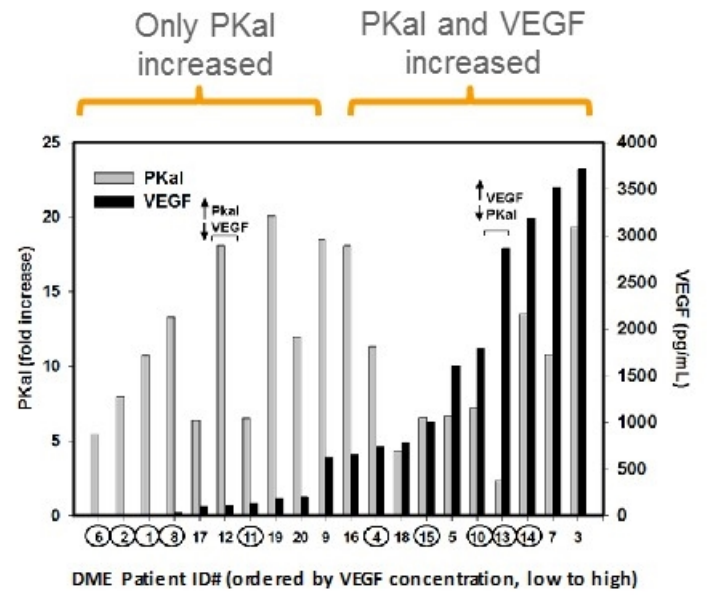 Only PKal
increased
PKal and VEGF
increased
25
20
15
10
5
0
PKal (fold increase)
PKal
VEGF
Pkal
VEGF
VEGF
PKal
4000
3500
3000
2500
2000
1500
1000
500
0
VEGF (pg/mL)
6 2 1 8 17 12 11 19 20 9 16 4 18 15 5 10 13 14 7 3
DME Patient ID# (ordered by VEGF concentration, low to high)